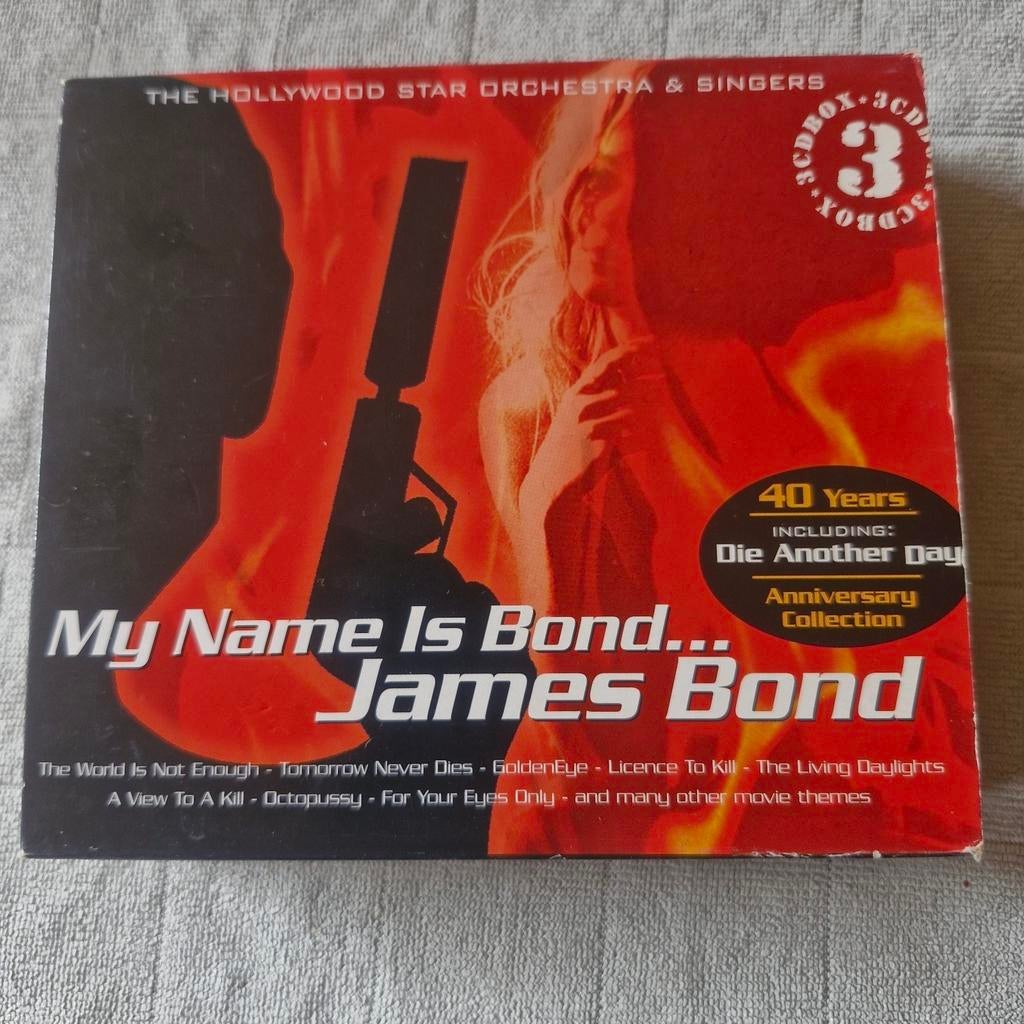 THE HOLLYWOOD STAR ORCHESTRA & SINGERS
3CDBOX • 3CDBOX • 3CDBOX •
3
40 Years
INCLUDING:
Die Another Day
Anniversary
Collection
My Name Is Bond...
James Bond
The World Is Not Enough - Tomorrow Never Dies - GoldenEye - Licence To Kill - The Living Daylights
A View To A Kill - Octopussy - For Your Eyes Only - and many other movie themes